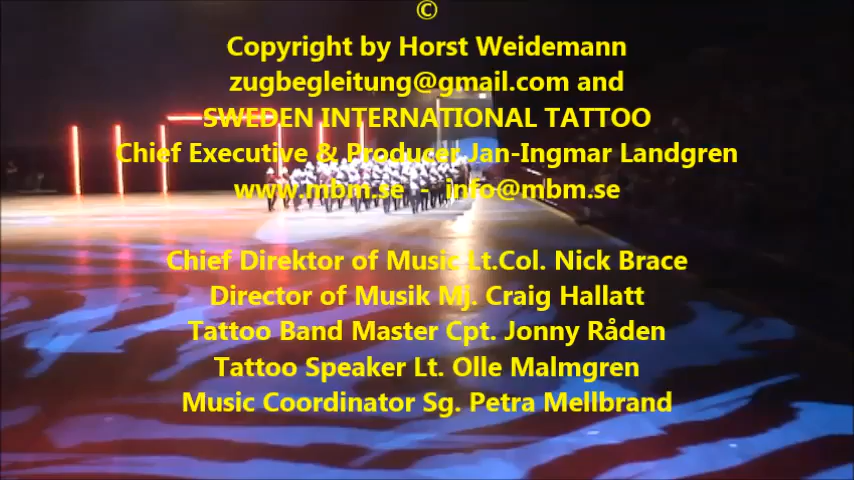 ©
Copyright by Horst Weidemann
zugbegleitung@gmail.com and
SWEDEN INTERNATIONAL TATTOO
Chief Executive & Producer Jan-Ingmar Landgren
www.mbm.se - info@mbm.se
Chief Direktor of Music Lt.Col. Nick Brace
Director of Musik Mj. Craig Hallatt
Tattoo Band Master Cpt. Jonny Råden
Tattoo Speaker Lt. Olle Malmgren
Music Coordinator Sg. Petra Mellbrand